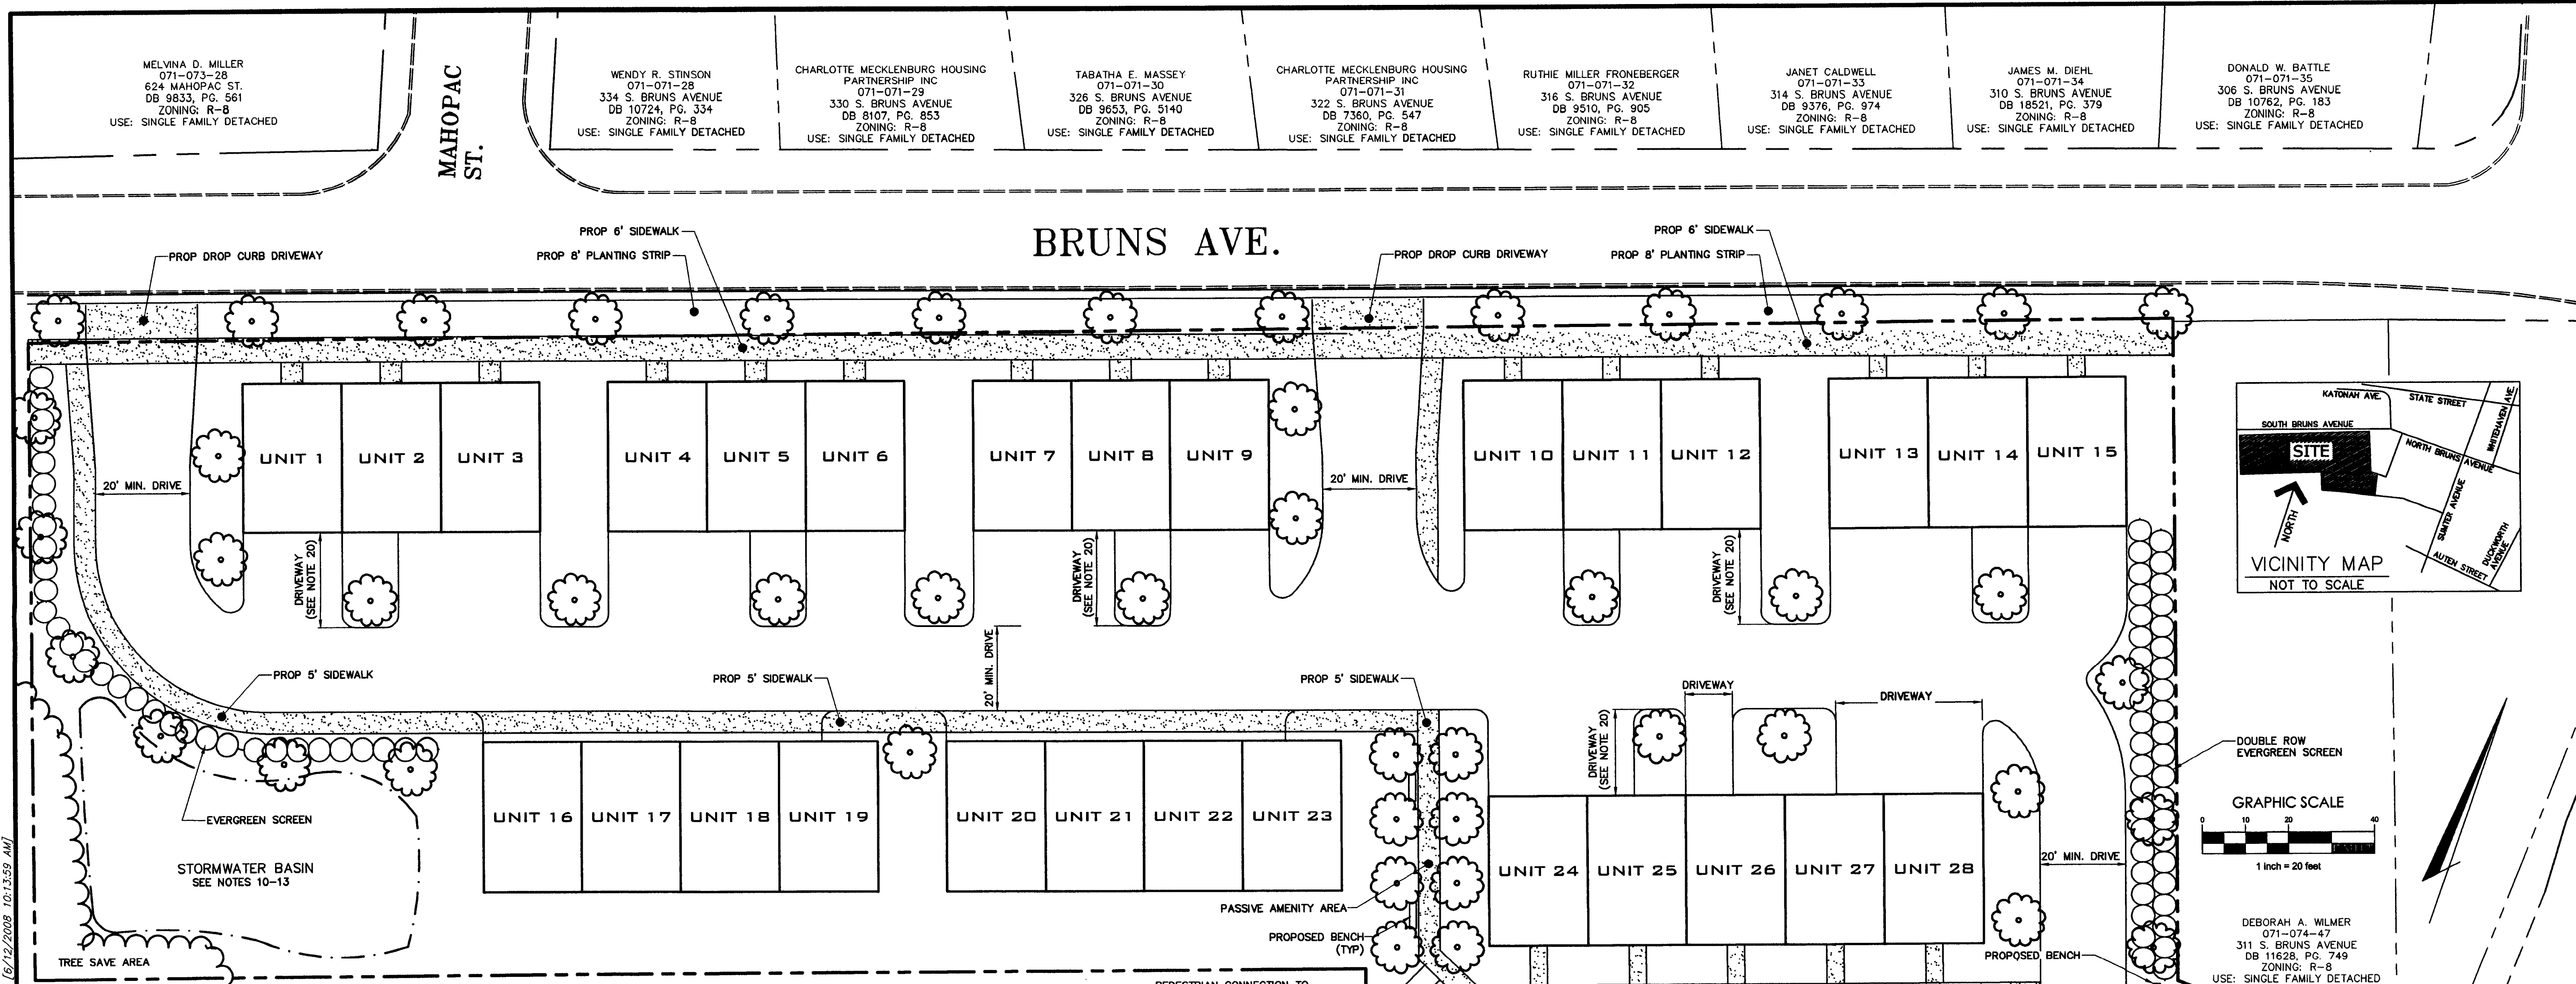 MELVINA D. MILLER
071-073-28
624 MAHOPAC ST.
DB 9833, PG. 561
ZONING: R-8
USE: SINGLE FAMILY DETACHED
MAHOPAC
ST.
WENDY R. STINSON
071-071-28
334 S. BRUNS AVENUE
DB 10724, PG. 334
ZONING: R-8
USE: SINGLE FAMILY DETACHED
CHARLOTTE MECKLENBURG HOUSING
PARTNERSHIP INC
071-071-29
330 S. BRUNS AVENUE
DB 8107, PG. 853
ZONING: R-8
USE: SINGLE FAMILY DETACHED
TABATHA E. MASSEY
071-071-30
326 S. BRUNS AVENUE
DB 9653, PG. 5140
ZONING: R-8
USE: SINGLE FAMILY DETACHED
CHARLOTTE MECKLENBURG HOUSING
PARTNERSHIP INC
071-071-31
322 S. BRUNS AVENUE
DB 7360, PG. 547
ZONING: R-8
USE: SINGLE FAMILY DETACHED
RUTHIE MILLER FRONEBERGER
071-071-32
316 S. BRUNS AVENUE
DB 9510, PG. 905
ZONING: R-8
USE: SINGLE FAMILY DETACHED
JANET CALDWELL
071-071-33
314 S. BRUNS AVENUE
DB 9376, PG. 974
ZONING: R-8
USE: SINGLE FAMILY DETACHED
JAMES M. DIEHL
071-071-34
310 S. BRUNS AVENUE
DB 18521, PG. 379
ZONING: R-8
USE: SINGLE FAMILY DETACHED
DONALD W. BATTLE
071-071-35
306 S. BRUNS AVENUE
DB 10762, PG. 183
ZONING: R-8
USE: SINGLE FAMILY DETACHED
BRUNS AVE.
PROP DROP CURB DRIVEWAY
PROP 6' SIDEWALK
PROP 8' PLANTING STRIP
PROP DROP CURB DRIVEWAY
PROP 6' SIDEWALK
PROP 8' PLANTING STRIP
UNIT 1
UNIT 2
UNIT 3
UNIT 4
UNIT 5
UNIT 6
UNIT 7
UNIT 8
UNIT 9
UNIT 10
UNIT 11
UNIT 12
UNIT 13
UNIT 14
UNIT 15
20' MIN. DRIVE
20' MIN. DRIVE
DRIVEWAY
(SEE NOTE 20)
DRIVEWAY
(SEE NOTE 20)
DRIVEWAY
(SEE NOTE 20)
KATONAH AVE.
STATE STREET
WHITEHAVEN AVE.
SOUTH BRUNS AVENUE
SITE
NORTH BRUNS AVENUE
SUMTER AVENUE
DUCKWORTH
AVENUE
AUTEN STREET
NORTH
VICINITY MAP
NOT TO SCALE
20' MIN. DRIVE
PROP 5' SIDEWALK
PROP 5' SIDEWALK
PROP 5' SIDEWALK
DRIVEWAY
DRIVEWAY
DRIVEWAY
(SEE NOTE 20)
EVERGREEN SCREEN
STORMWATER BASIN
SEE NOTES 10-13
TREE SAVE AREA
UNIT 16
UNIT 17
UNIT 18
UNIT 19
UNIT 20
UNIT 21
UNIT 22
UNIT 23
UNIT 24
UNIT 25
UNIT 26
UNIT 27
UNIT 28
20' MIN. DRIVE
PASSIVE AMENITY AREA
PROPOSED BENCH
(TYP)
PROPOSED BENCH
DOUBLE ROW
EVERGREEN SCREEN
GRAPHIC SCALE
0 10 20 40
1 inch = 20 feet
DEBORAH A. WILMER
071-074-47
311 S. BRUNS AVENUE
DB 11628, PG. 749
ZONING: R-8
USE: SINGLE FAMILY DETACHED
PEDESTRIAN CONNECTION TO
[6/12/2008 10:13:59 AM]